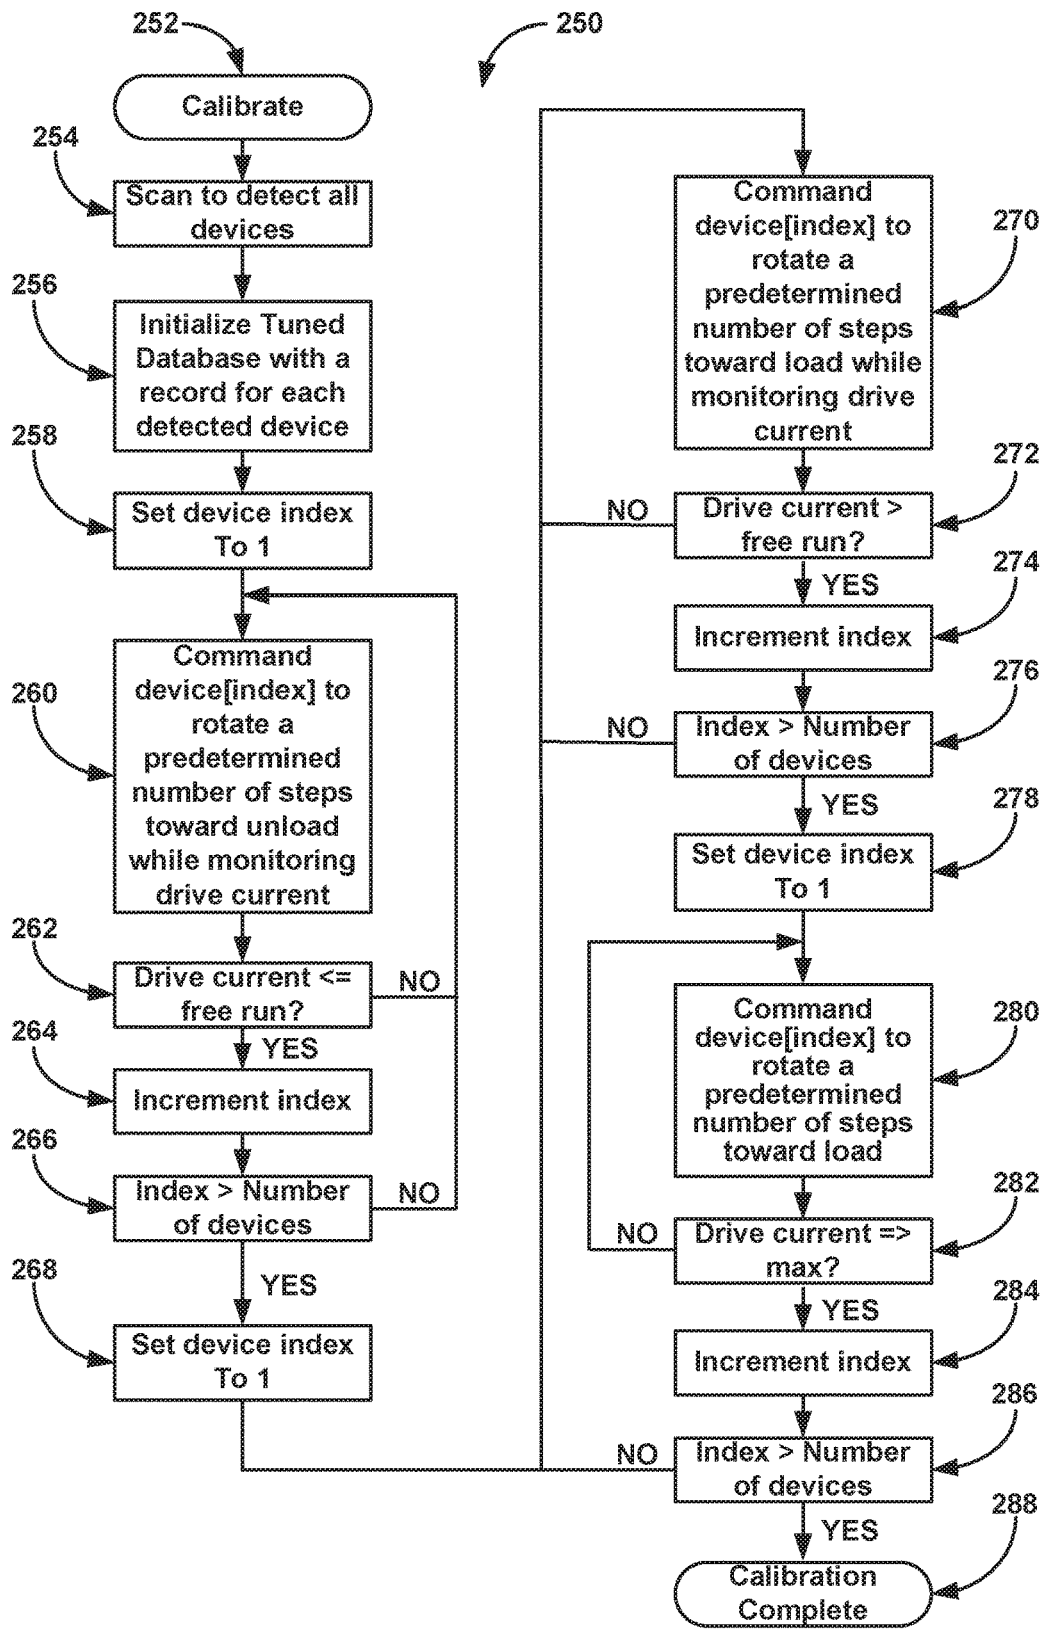 252
250
Calibrate
254
Scan to detect all
devices
256
Initialize Tuned
Database with a
record for each
detected device
258
Set device index
To 1
260
Command
device[index] to
rotate a
predetermined
number of steps
toward unload
while monitoring
drive current
262
Drive current <=
free run?
NO
264
YES
Increment index
266
Index > Number
of devices
NO
268
YES
Set device index
To 1
270
Command
device[index] to
rotate a
predetermined
number of steps
toward load while
monitoring drive
current
272
Drive current >
free run?
NO
274
YES
Increment index
276
Index > Number
of devices
NO
278
YES
Set device index
To 1
280
Command
device[index] to
rotate a
predetermined
number of steps
toward load
282
Drive current =>
max?
NO
284
YES
Increment index
286
Index > Number
of devices
NO
288
YES
Calibration
Complete